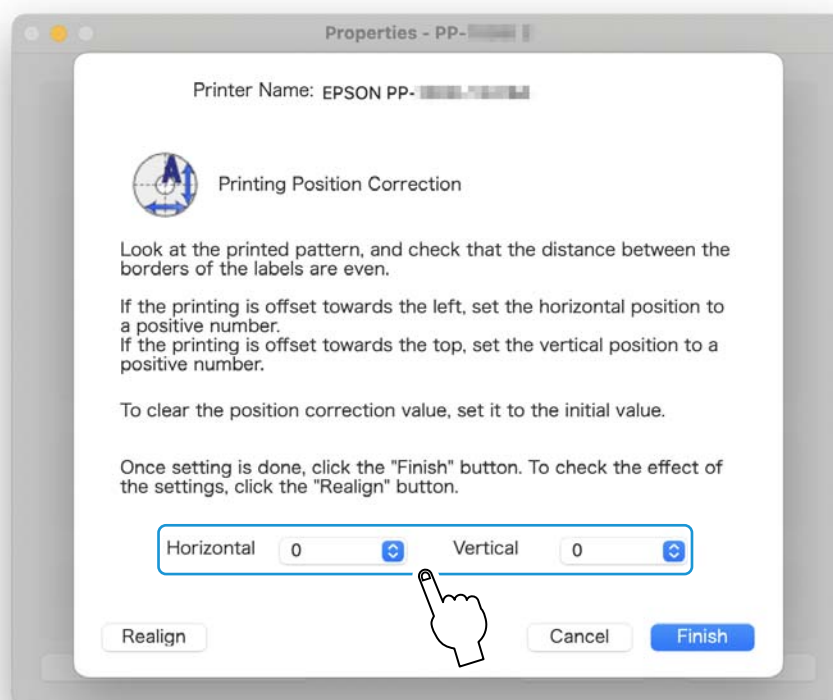 Properties - PP-
Printer Name: EPSON PP-
A
Printing Position Correction
Look at the printed pattern, and check that the distance between the
borders of the labels are even.
If the printing is offset towards the left, set the horizontal position to
a positive number.
If the printing is offset towards the top, set the vertical position to a
positive number.
To clear the position correction value, set it to the initial value.
Once setting is done, click the "Finish" button. To check the effect of
the settings, click the "Realign" button.
Horizontal 0 Vertical 0
Realign Cancel Finish